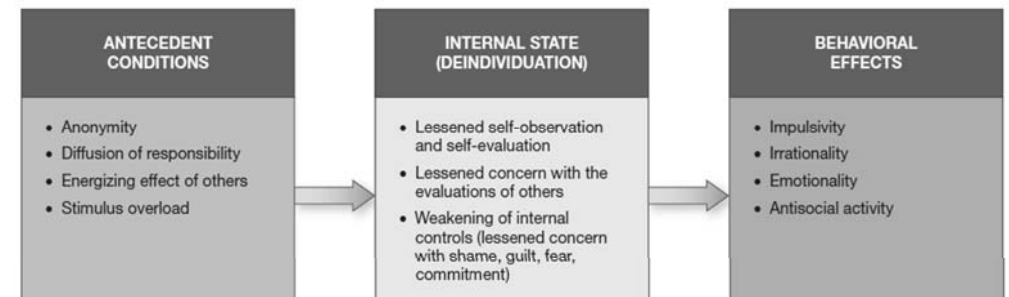 ANTECEDENT
CONDITIONS
• Anonymity
• Diffusion of responsibility
• Energizing effect of others
• Stimulus overload
INTERNAL STATE
(DEINDIVIDUATION)
• Lessened self-observation
and self-evaluation
• Lessened concern with the
evaluations of others
• Weakening of internal
controls (lessened concern
with shame, guilt, fear,
commitment)
BEHAVIORAL
EFFECTS
• Impulsivity
• Irrationality
• Emotionality
• Antisocial activity